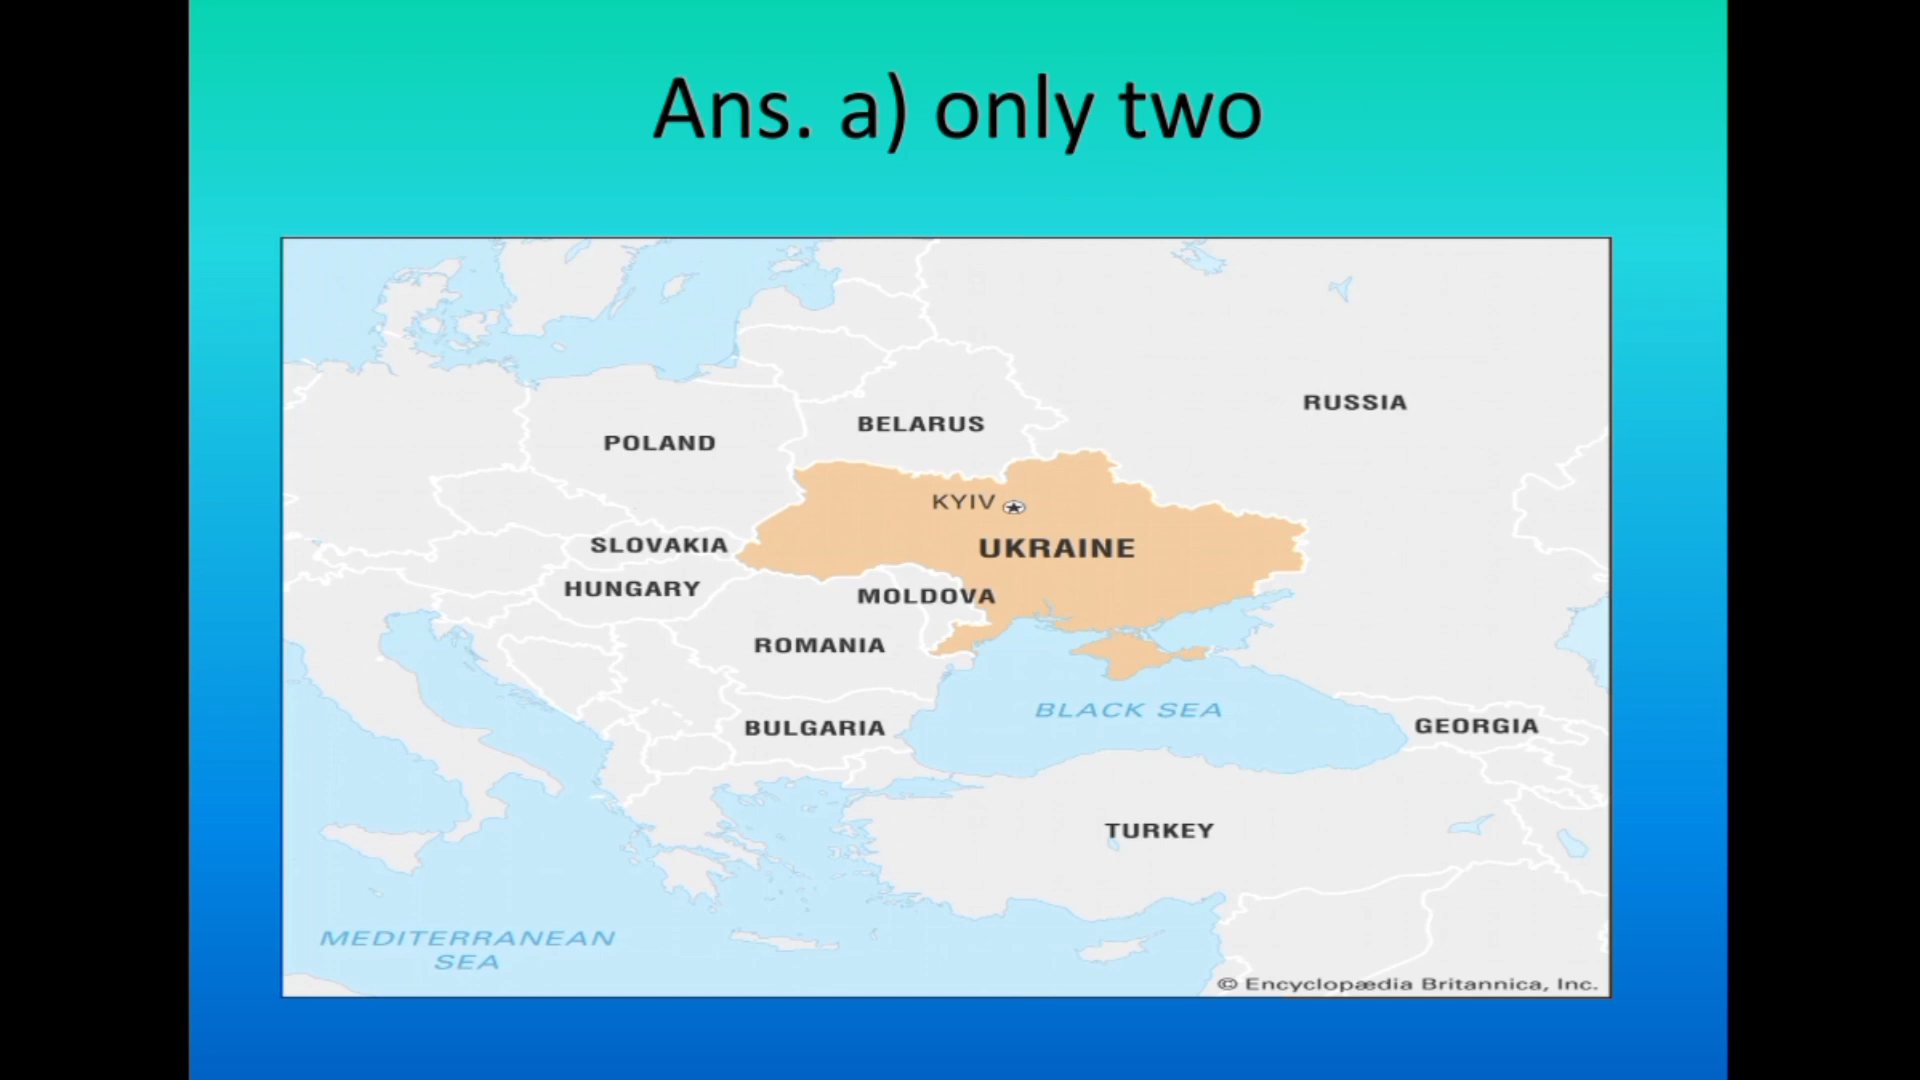 Ans. a) only two
RUSSIA
BELARUS
POLAND
KYIV
UKRAINE
SLOVAKIA
HUNGARY
MOLDOVA
ROMANIA
BLACK SEA
BULGARIA
GEORGIA
TURKEY
MEDITERRANEAN
SEA
© Encyclopædia Britannica, Inc.